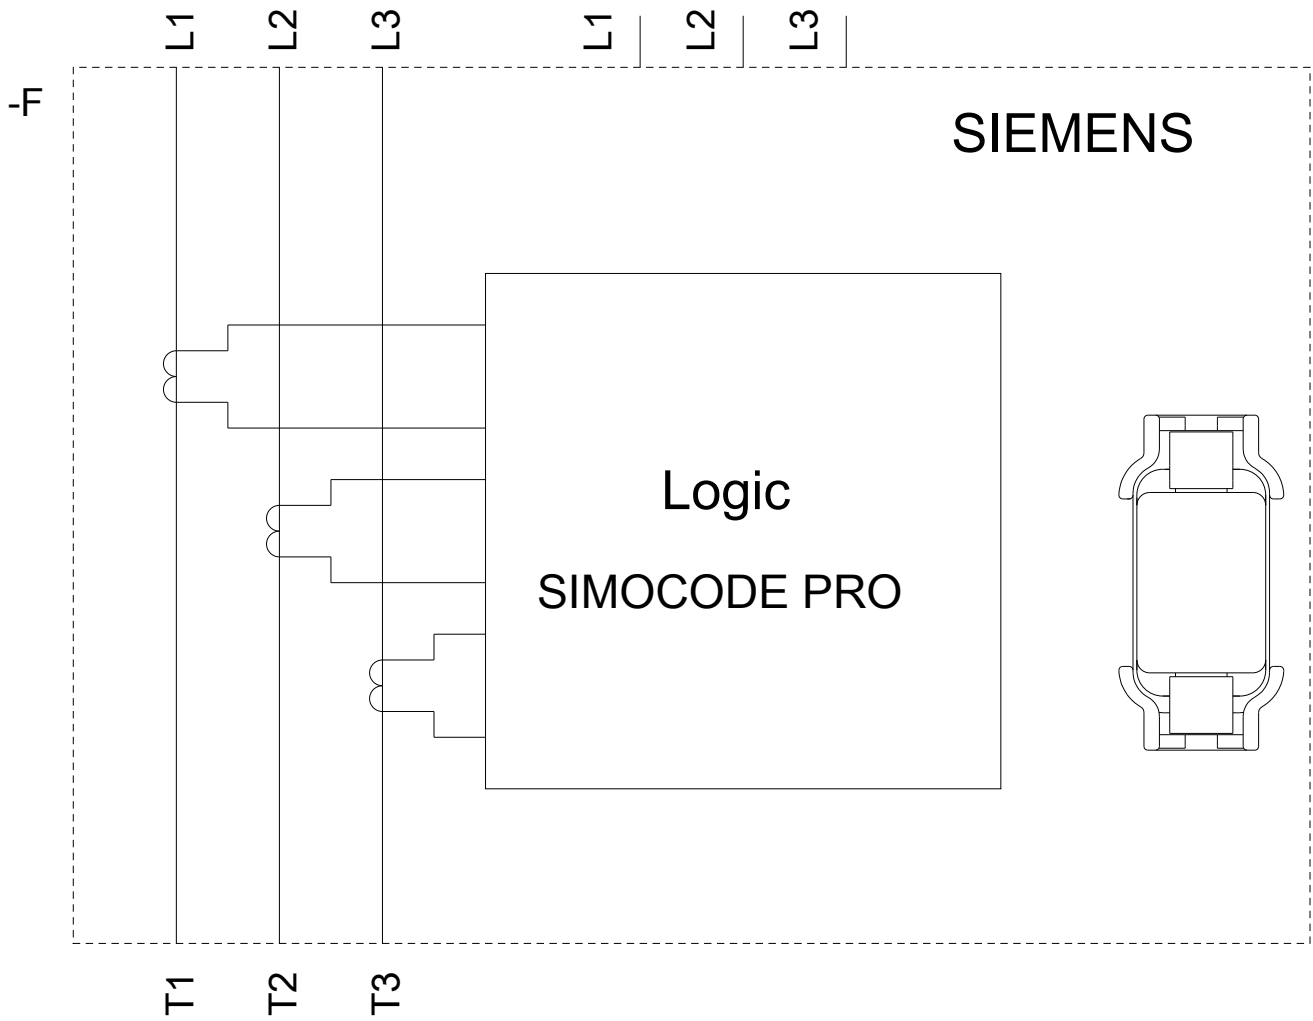 L1 L2 L3 L1 L2 L3
-F
SIEMENS
Logic
SIMOCODE PRO
T1 T2 T3